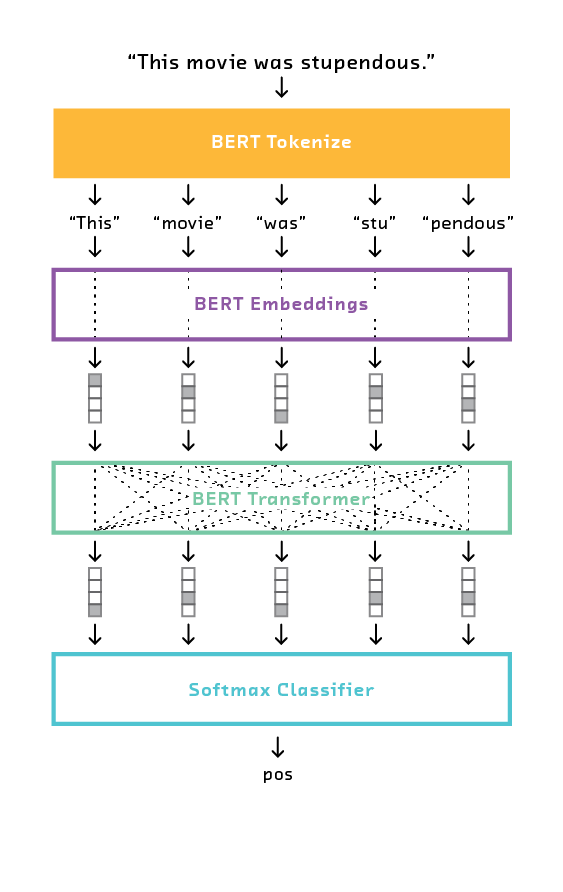 “This movie was stupendous.”
BERT Tokenize
“This” “movie” “was” “stu” “pendous”
BERT Embeddings
BERT Transformer
Softmax Classifier
pos